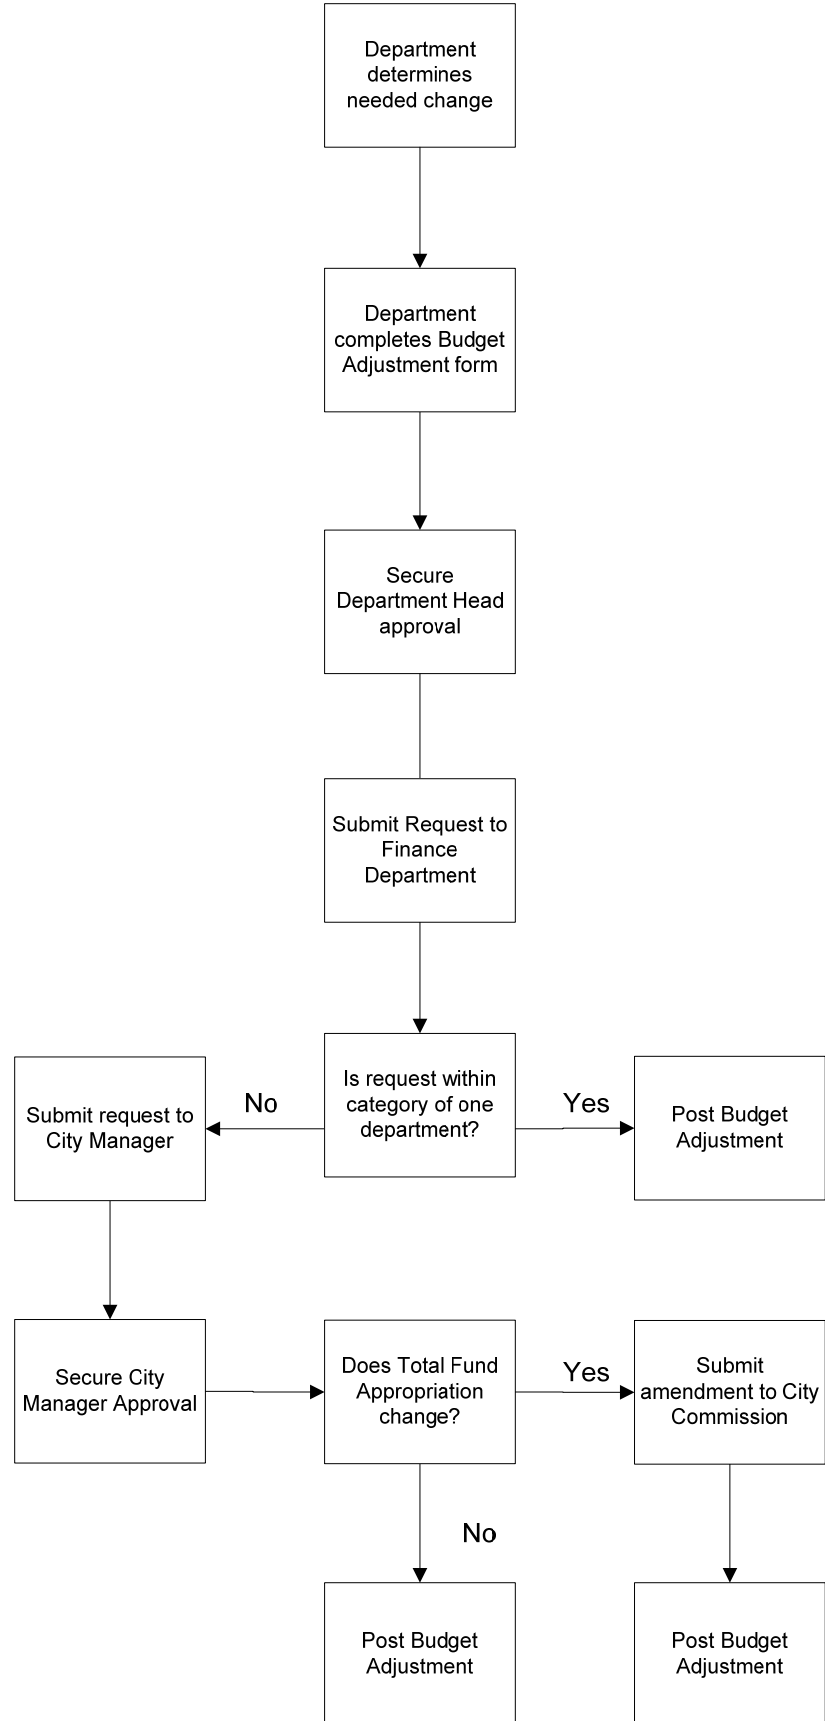 Department
determines
needed change
Department
completes Budget
Adjustment form
Secure
Department Head
approval
Submit Request to
Finance
Department
Is request within
category of one
department?
No
Yes
Submit request to
City Manager
Post Budget
Adjustment
Secure City
Manager Approval
Does Total Fund
Appropriation
change?
Yes
Submit
amendment to City
Commission
No
Post Budget
Adjustment
Post Budget
Adjustment